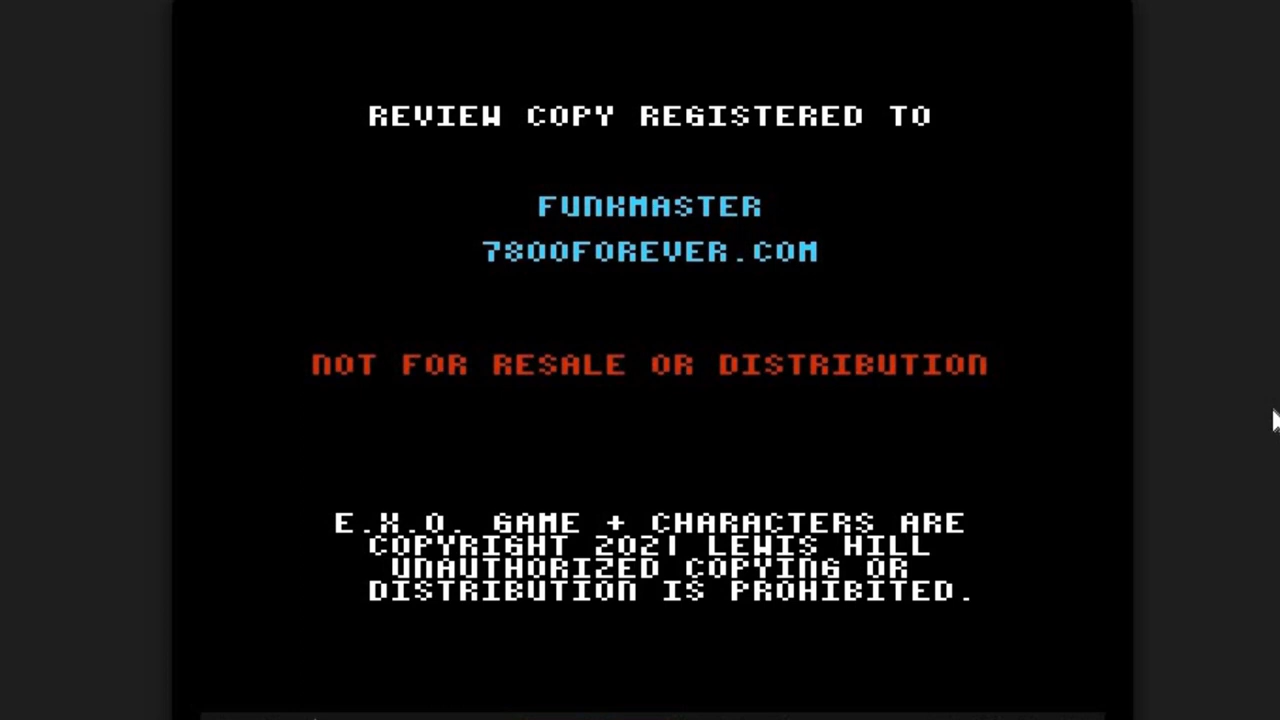 REVIEW COPY REGISTERED TO
FUNKMASTER
7800FOREVER.COM
NOT FOR RESALE OR DISTRIBUTION
E.X.O. GAME + CHARACTERS ARE
COPYRIGHT 2021 LEWIS HILL
UNAUTHORIZED COPYING OR
DISTRIBUTION IS PROHIBITED.